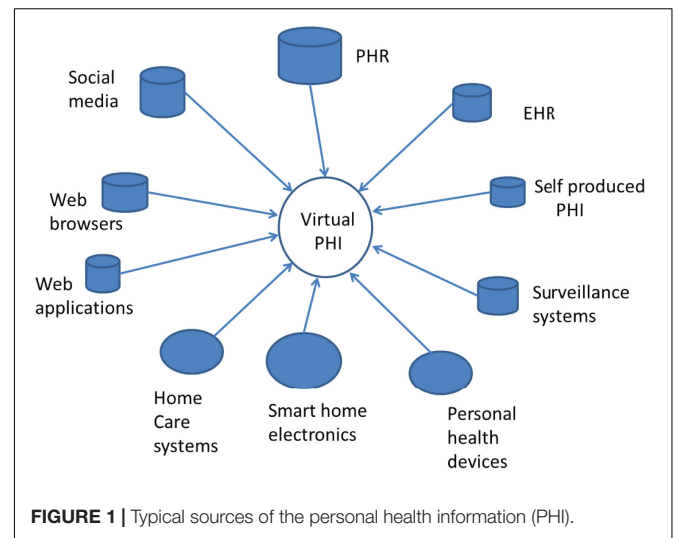 PHR
Social
media
EHR
Self produced
PHI
Web
browsers
Virtual
PHI
Web
applications
Surveillance
systems
Home
Care
systems
Smart home
electronics
Personal
health
devices
FIGURE 1 | Typical sources of the personal health information (PHI).